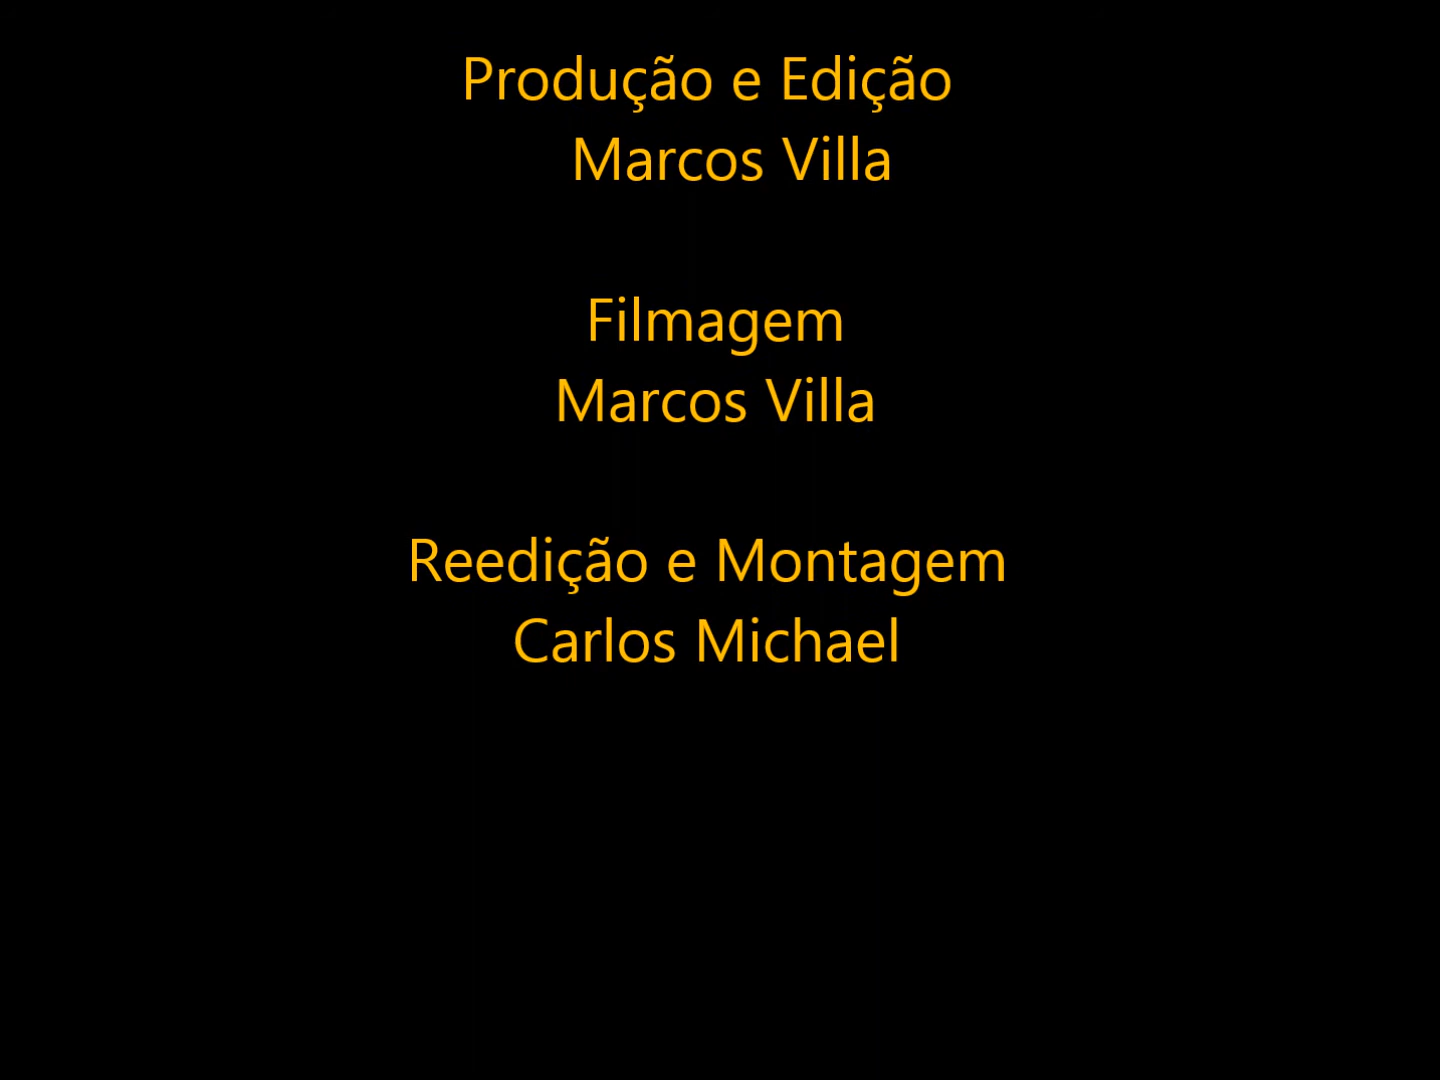 Produção e Edição
Marcos Villa
Filmagem
Marcos Villa
Reedição e Montagem
Carlos Michael